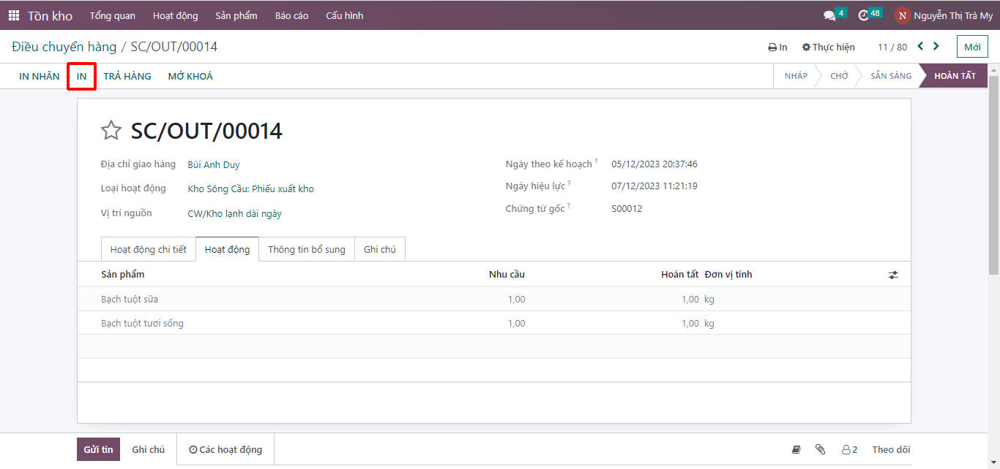 Tồn kho Tổng quan Hoạt động Sản phẩm Báo cáo Cấu hình 4 48 N Nguyễn Thị Trà My
Điều chuyển hàng / SC/OUT/00014 In Thực hiện 11 / 80 Mới
IN NHÃN IN TRẢ HÀNG MỞ KHOÁ NHÁP CHỜ SẴN SÀNG HOÀN TẤT
SC/OUT/00014
Địa chỉ giao hàng Bùi Anh Duy Ngày theo kế hoạch ? 05/12/2023 20:37:46
Loại hoạt động Kho Sông Cầu: Phiếu xuất kho Ngày hiệu lực ? 07/12/2023 11:21:19
Vị trí nguồn CW/Kho lạnh dài ngày Chứng từ gốc ? S00012
Hoạt động chi tiết Hoạt động Thông tin bổ sung Ghi chú
Sản phẩm Nhu cầu Hoàn tất Đơn vị tính
Bạch tuột sữa 1,00 1,00 kg
Bạch tuột tươi sống 1,00 1,00 kg
Gửi tin Ghi chú Các hoạt động 2 Theo dõi